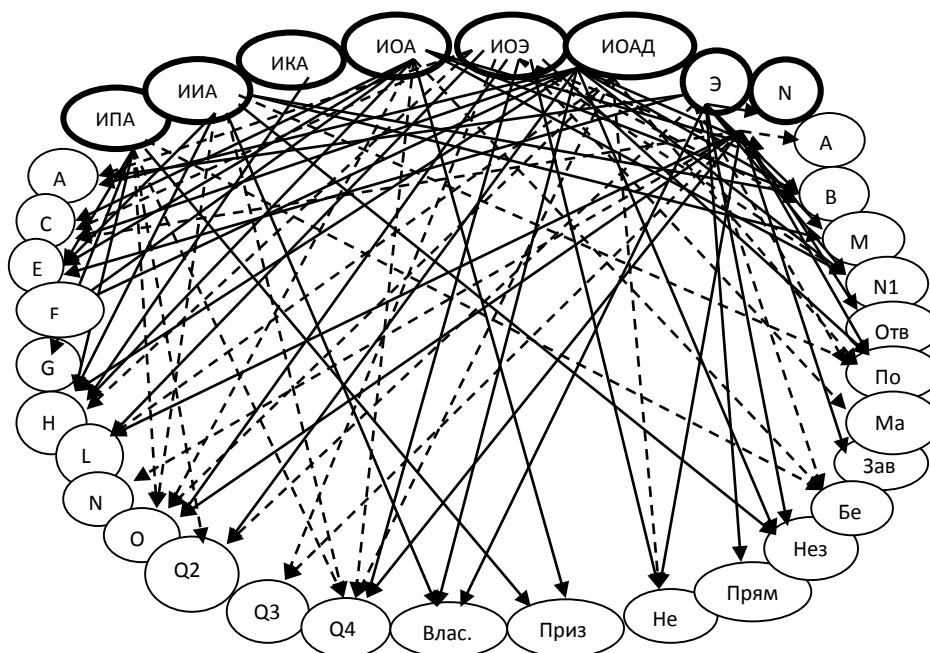 ИПА
ИИА
ИКА
ИОА
ИОЭ
ИОАД
Э
N
A
B
M
N1
Отв
По
Ма
Зав
Бе
Нез
Прям
Не
Приз
Влас.
Q4
Q3
Q2
O
N
L
H
G
F
E
C
A